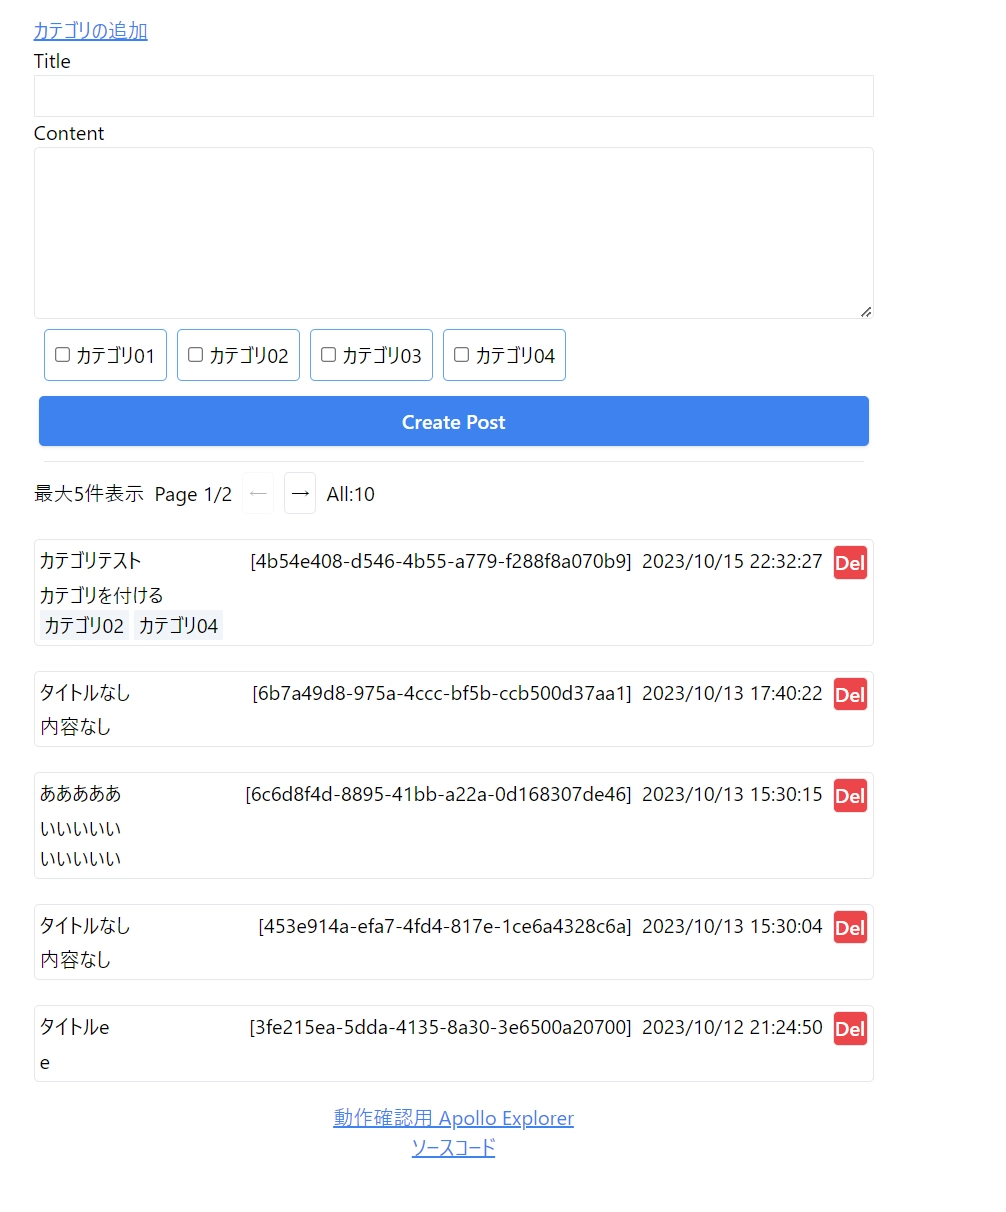 カテゴリの追加
Title
Content
カテゴリ01 カテゴリ02 カテゴリ03 カテゴリ04
Create Post
最大5件表示 Page 1/2 ← → All:10
カテゴリテスト [4b54e408-d546-4b55-a779-f288f8a070b9] 2023/10/15 22:32:27 Del
カテゴリを付ける
カテゴリ02 カテゴリ04
タイトルなし [6b7a49d8-975a-4ccc-bf5b-ccb500d37aa1] 2023/10/13 17:40:22 Del
内容なし
あああああ [6c6d8f4d-8895-41bb-a22a-0d168307de46] 2023/10/13 15:30:15 Del
いいいいい
いいいいい
タイトルなし [453e914a-efa7-4fd4-817e-1ce6a4328c6a] 2023/10/13 15:30:04 Del
内容なし
タイトルe [3fe215ea-5dda-4135-8a30-3e6500a20700] 2023/10/12 21:24:50 Del
e
動作確認用 Apollo Explorer
ソースコード